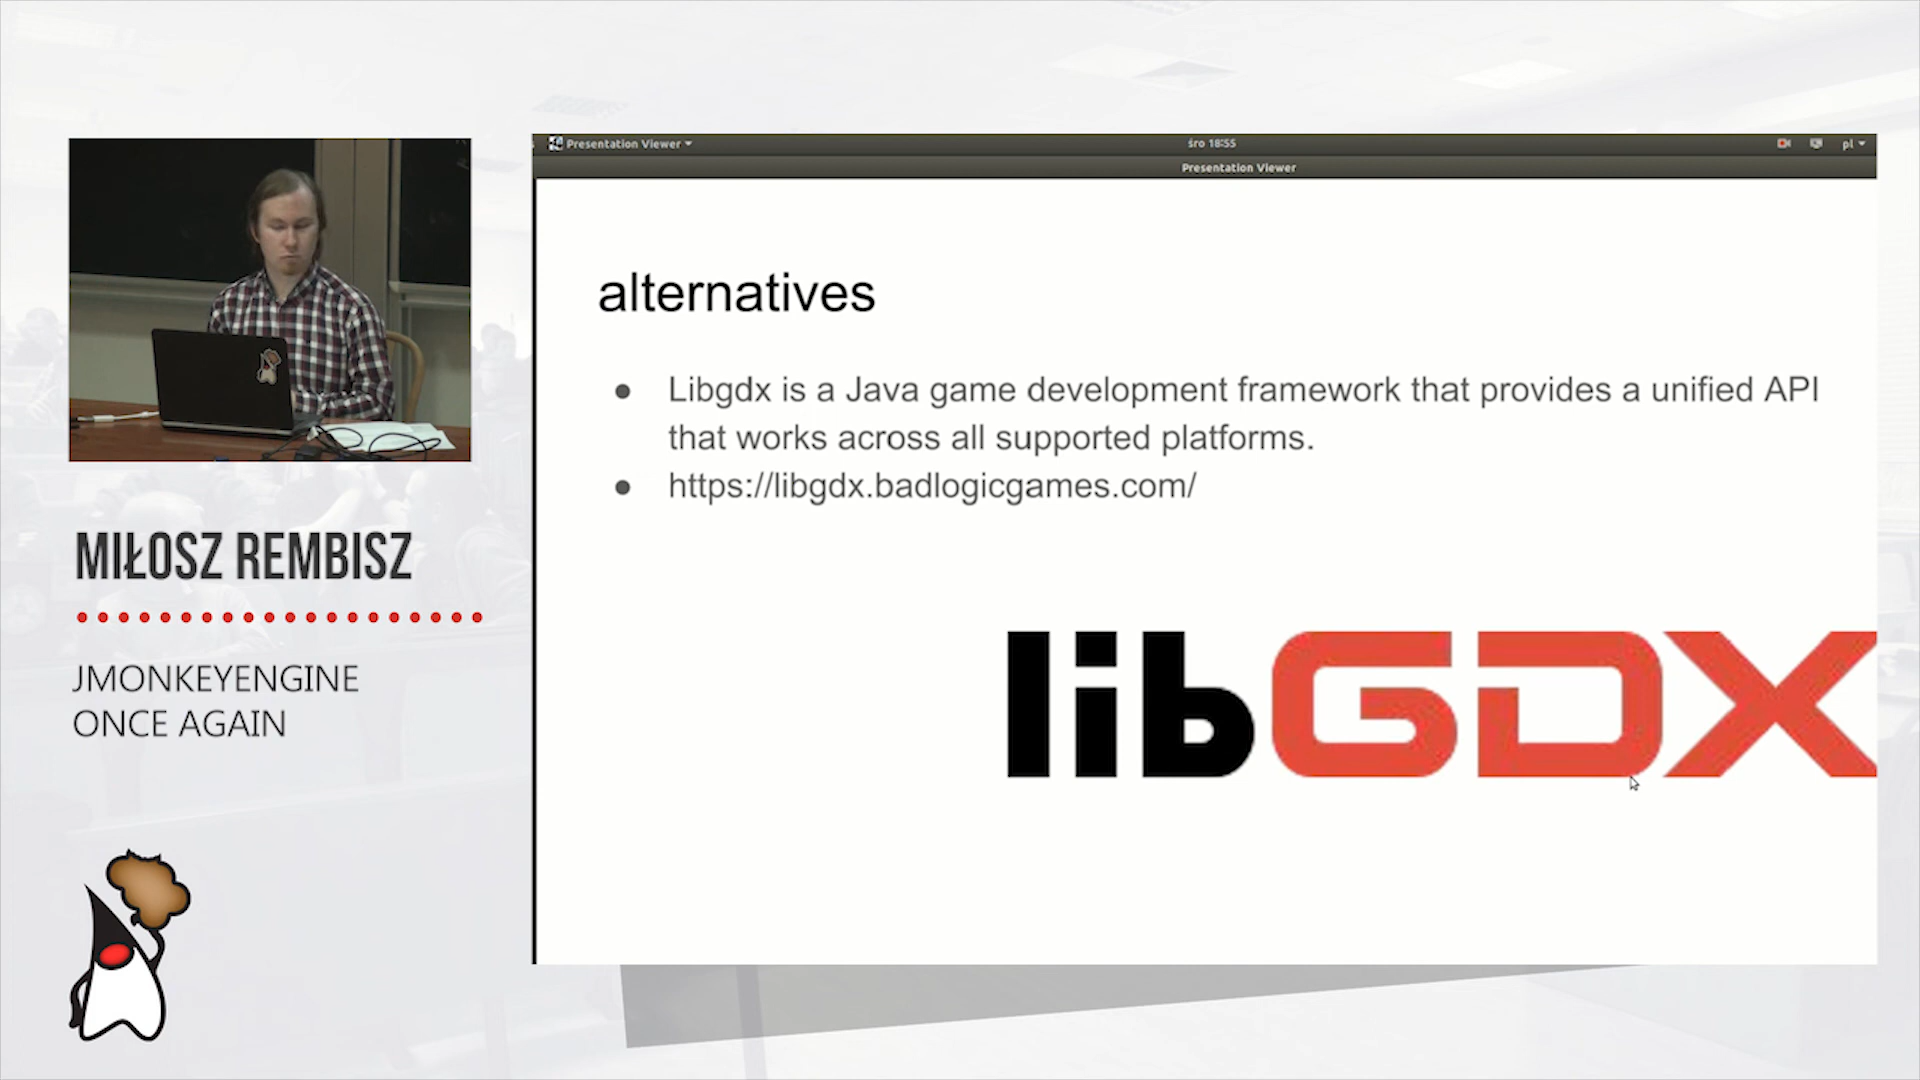 Presentation Viewer
śro 18:55
pl
Presentation Viewer
alternatives
Libgdx is a Java game development framework that provides a unified API
that works across all supported platforms.
https://libgdx.badlogicgames.com/
libGDX
MIŁOSZ REMBISZ
JMONKEYENGINE
ONCE AGAIN